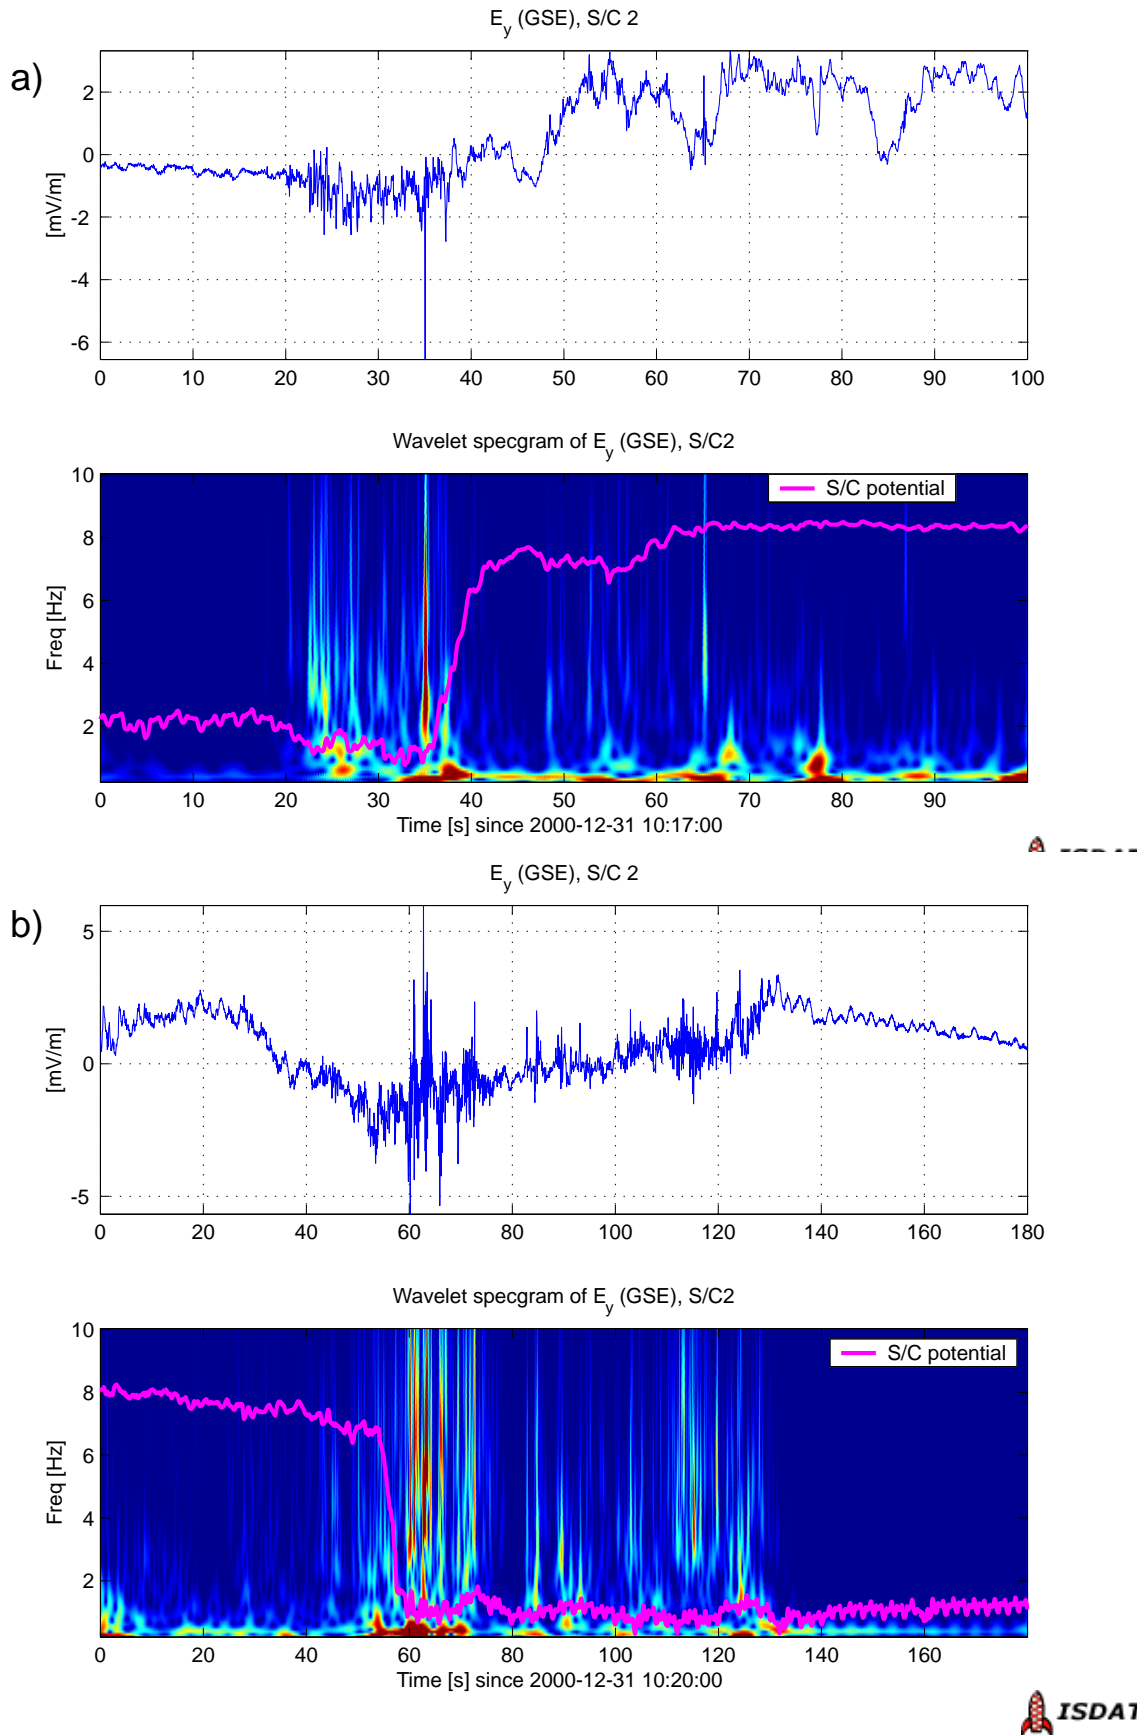 E_y (GSE), S/C 2
a)
2
0
-2
-4
-6
[mV/m]
0 10 20 30 40 50 60 70 80 90 100
Wavelet specgram of E_y (GSE), S/C2
S/C potential
10
8
6
4
2
Freq [Hz]
0 10 20 30 40 50 60 70 80 90
Time [s] since 2000-12-31 10:17:00
E_y (GSE), S/C 2
b)
5
0
-5
[mV/m]
0 20 40 60 80 100 120 140 160 180
Wavelet specgram of E_y (GSE), S/C2
S/C potential
10
8
6
4
2
Freq [Hz]
0 20 40 60 80 100 120 140 160
Time [s] since 2000-12-31 10:20:00
ISDAT